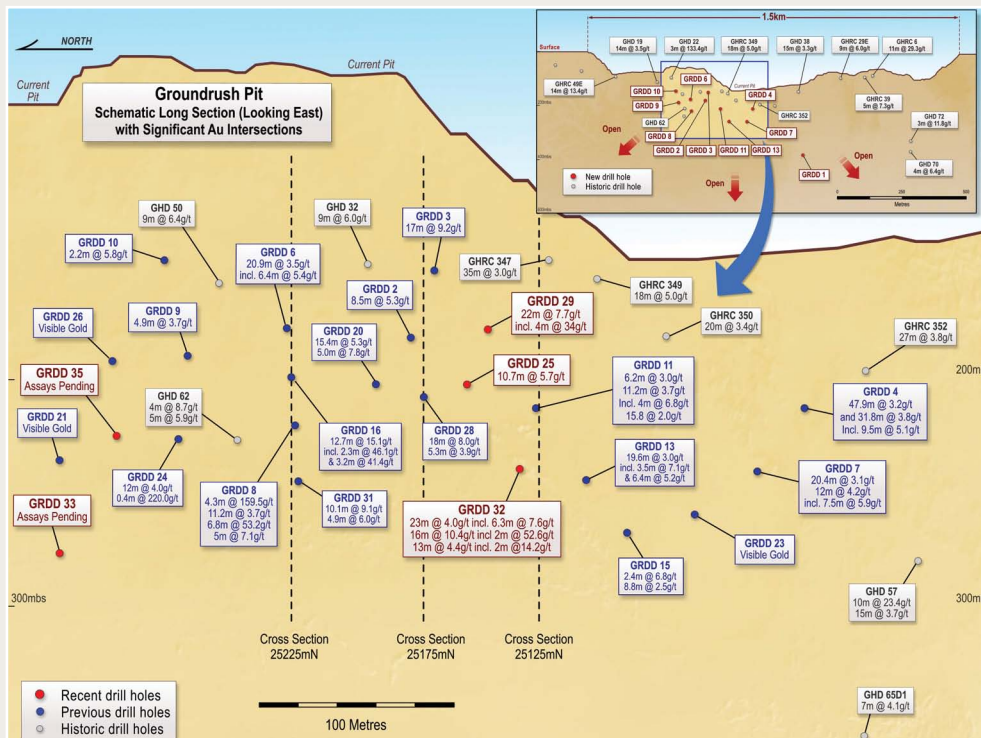 NORTH
Current
Pit
Current
Pit
Groundrush Pit
Schematic Long Section (Looking East)
with Significant Au Intersections
1.5km
Surface
GHD 19
14m @ 3.5g/t
GHD 22
3m @ 133.4g/t
GHRC 349
18m @ 5.0g/t
GHD 38
15m @ 3.3g/t
GHRC 29E
9m @ 6.0g/t
GHRC 6
11m @ 29.3g/t
GHRC 49E
14m @ 13.4g/t
GRDD 10
GRDD 9
GHD 62
GRDD 8
GRDD 6
Current Pit
GRDD 4
GHRC 352
GRDD 2
GRDD 3
GRDD 11
GRDD 13
GRDD 7
GHRC 39
5m @ 7.3g/t
GHD 72
3m @ 11.8g/t
GHD 70
4m @ 6.4g/t
GRDD 1
Open
Open
Open
New drill hole
Historic drill hole
Metres
GHD 50
9m @ 6.4g/t
GHD 32
9m @ 6.0g/t
GRDD 3
17m @ 9.2g/t
GRDD 10
2.2m @ 5.8g/t
GRDD 6
20.9m @ 3.5g/t
incl. 6.4m @ 5.4g/t
GHRC 347
35m @ 3.0g/t
GHRC 349
18m @ 5.0g/t
GRDD 2
8.5m @ 5.3g/t
GRDD 29
22m @ 7.7g/t
incl. 4m @ 34g/t
GHRC 350
20m @ 3.4g/t
GRDD 26
Visible Gold
GRDD 9
4.9m @ 3.7g/t
GRDD 20
15.4m @ 5.3g/t
5.0m @ 7.8g/t
GHRC 352
27m @ 3.8g/t
GRDD 35
Assays Pending
GRDD 25
10.7m @ 5.7g/t
GRDD 11
6.2m @ 3.0g/t
11.2m @ 3.7g/t
Incl. 4m @ 6.8g/t
15.8 @ 2.0g/t
200m
GRDD 4
47.9m @ 3.2g/t
and 31.8m @ 3.8g/t
Incl. 9.5m @ 5.1g/t
GHD 62
4m @ 8.7g/t
5m @ 5.9g/t
GRDD 21
Visible Gold
GRDD 16
12.7m @ 15.1g/t
incl. 2.3m @ 46.1g/t
& 3.2m @ 41.4g/t
GRDD 28
18m @ 8.0g/t
5.3m @ 3.9g/t
GRDD 13
19.6m @ 3.0g/t
incl. 3.5m @ 7.1g/t
& 6.4m @ 5.2g/t
GRDD 7
20.4m @ 3.1g/t
12m @ 4.2g/t
incl. 7.5m @ 5.9g/t
GRDD 24
12m @ 4.0g/t
0.4m @ 220.0g/t
GRDD 8
4.3m @ 159.5g/t
11.2m @ 3.7g/t
6.8m @ 53.2g/t
5m @ 7.1g/t
GRDD 31
10.1m @ 9.1g/t
4.9m @ 6.0g/t
GRDD 33
Assays Pending
GRDD 32
23m @ 4.0g/t incl. 6.3m @ 7.6g/t
16m @ 10.4g/t incl 2m @ 52.6g/t
13m @ 4.4g/t incl. 2m @14.2g/t
GRDD 23
Visible Gold
GRDD 15
2.4m @ 6.8g/t
8.8m @ 2.5g/t
GHD 57
10m @ 23.4g/t
15m @ 3.7g/t
300mbs
300m
Cross Section
25225mN
Cross Section
25175mN
Cross Section
25125mN
GHD 65D1
7m @ 4.1g/t
Recent drill holes
Previous drill holes
Historic drill holes
100 Metres